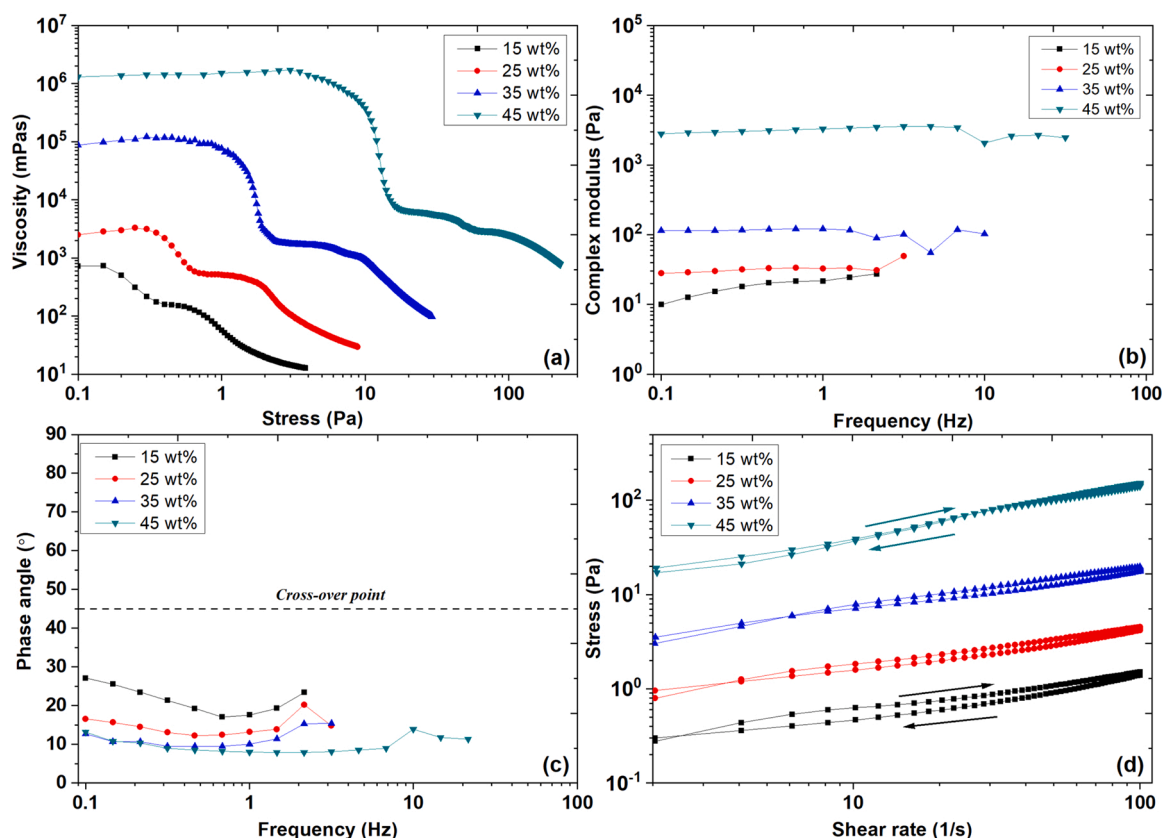 (a)
10⁷
10⁶
10⁵
10⁴
10³
10²
10¹
Viscosity (mPas)
15 wt%
25 wt%
35 wt%
45 wt%
0.1
1
10
100
Stress (Pa)
(b)
10⁵
10⁴
10³
10²
10¹
10⁰
Complex modulus (Pa)
15 wt%
25 wt%
35 wt%
45 wt%
0.1
1
10
100
Frequency (Hz)
(c)
90
80
70
60
50
40
30
20
10
0
Phase angle (°)
15 wt%
25 wt%
35 wt%
45 wt%
Cross-over point
0.1
1
10
100
Frequency (Hz)
(d)
10²
10¹
10⁰
10⁻¹
Stress (Pa)
15 wt%
25 wt%
35 wt%
45 wt%
10
100
Shear rate (1/s)